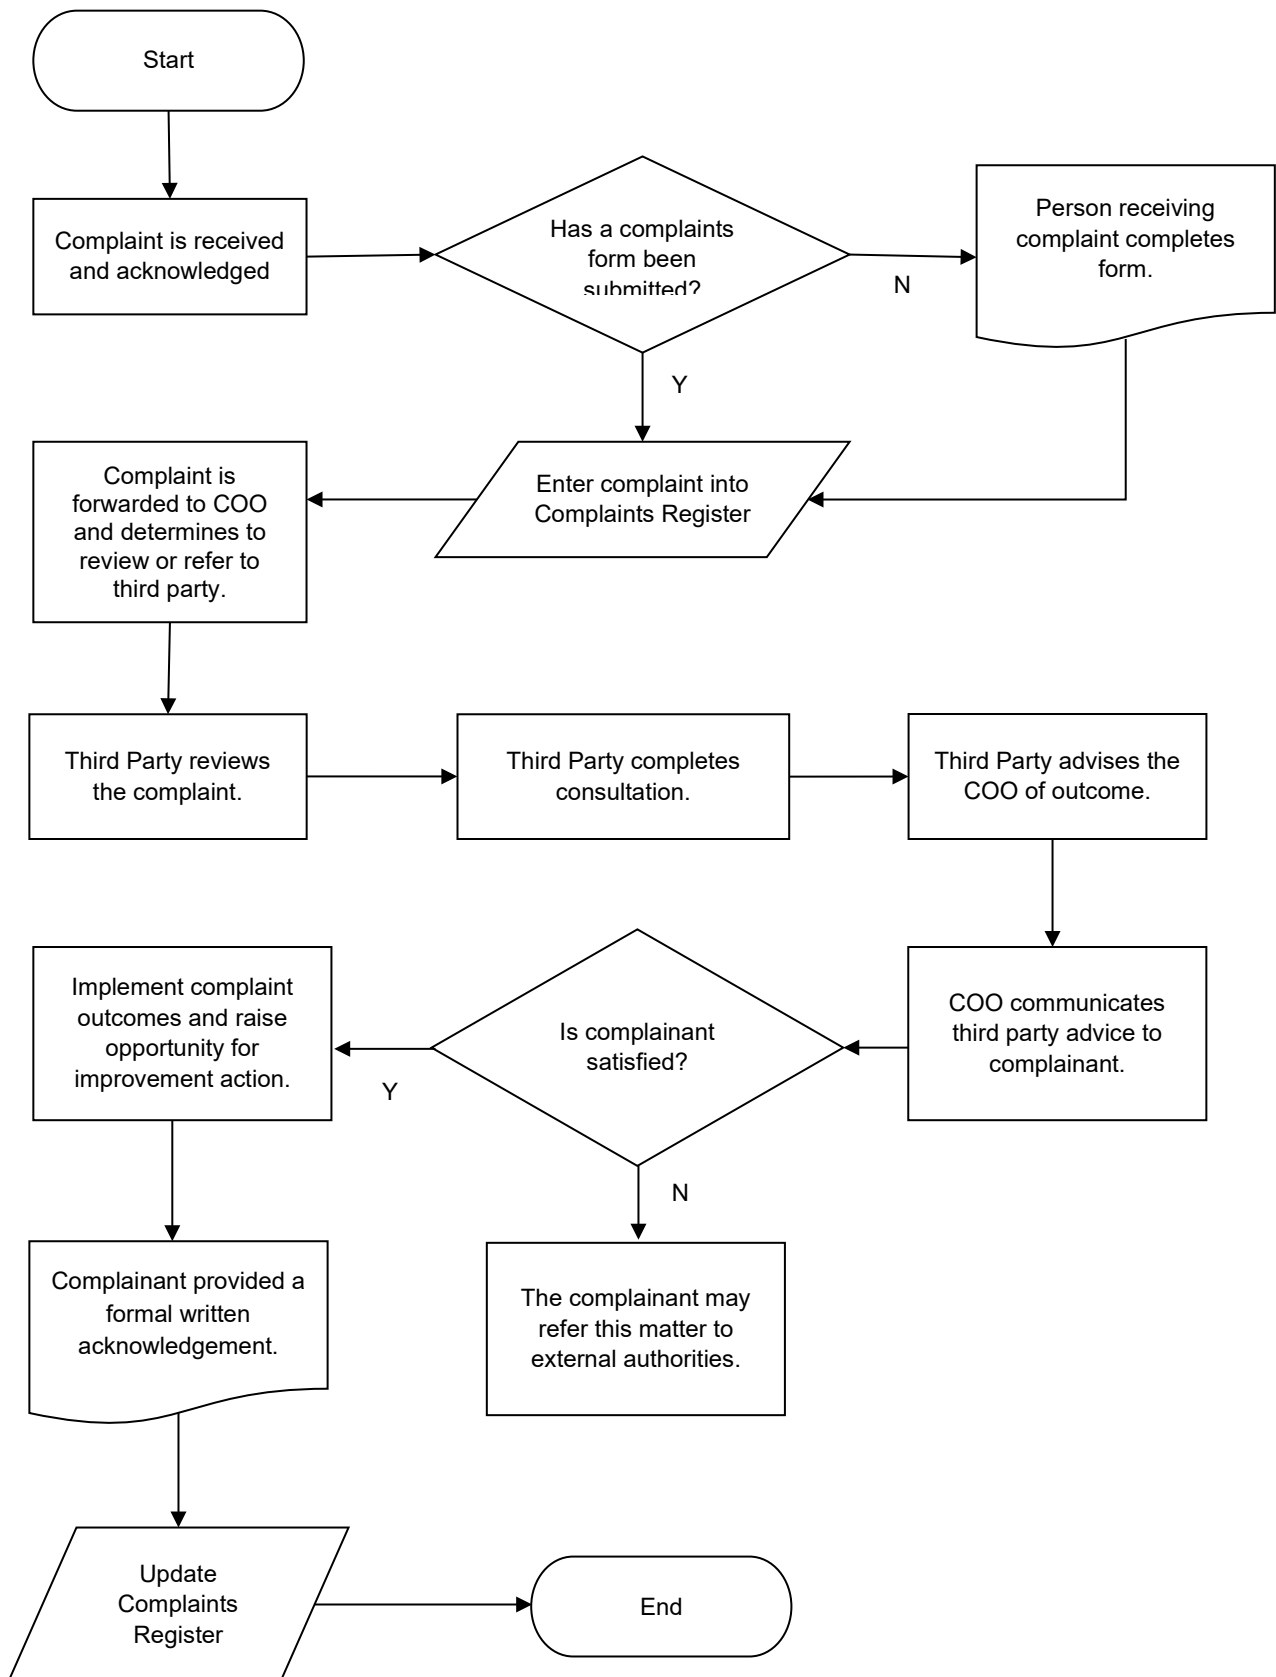 Start
Complaint is received
and acknowledged
Has a complaints
form been
submitted?
N
Person receiving
complaint completes
form.
Y
Complaint is
forwarded to COO
and determines to
review or refer to
third party.
Enter complaint into
Complaints Register
Third Party reviews
the complaint.
Third Party completes
consultation.
Third Party advises the
COO of outcome.
Implement complaint
outcomes and raise
opportunity for
improvement action.
Y
Is complainant
satisfied?
COO communicates
third party advice to
complainant.
N
Complainant provided a
formal written
acknowledgement.
The complainant may
refer this matter to
external authorities.
Update
Complaints
Register
End